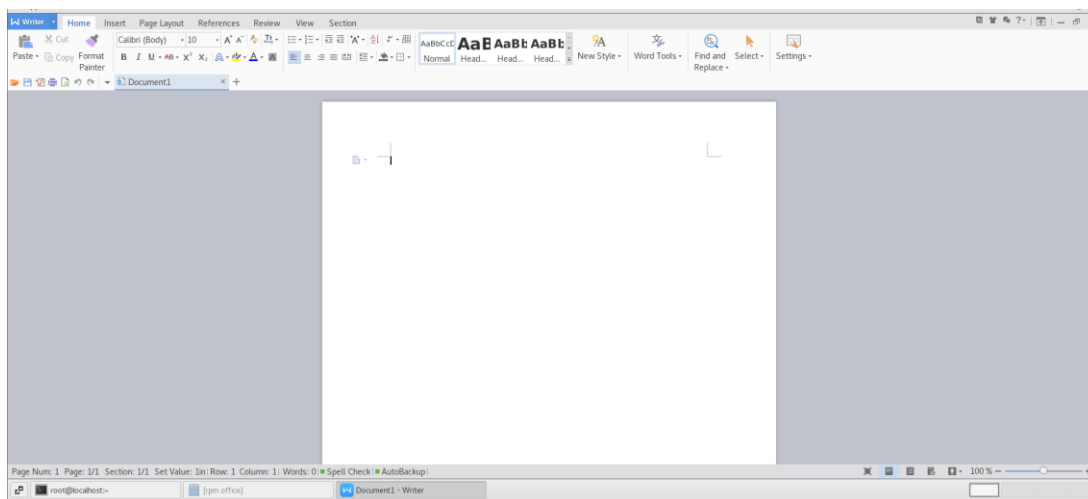 Writer Home Insert Page Layout References Review View Section
Cut Calibri (Body) 10 AaBbCcD AaB AaBb AaBb
Paste Copy Format Painter B I U AB X² X₂ A A Normal Head... Head... Head... New Style Word Tools Find and Replace Select Settings
Document1 × +
Page Num: 1 Page: 1/1 Section: 1/1 Set Value: 1in Row: 1 Column: 1 Words: 0 Spell Check AutoBackup 100 %
root@localhost:~ [rpm office] Document1 - Writer